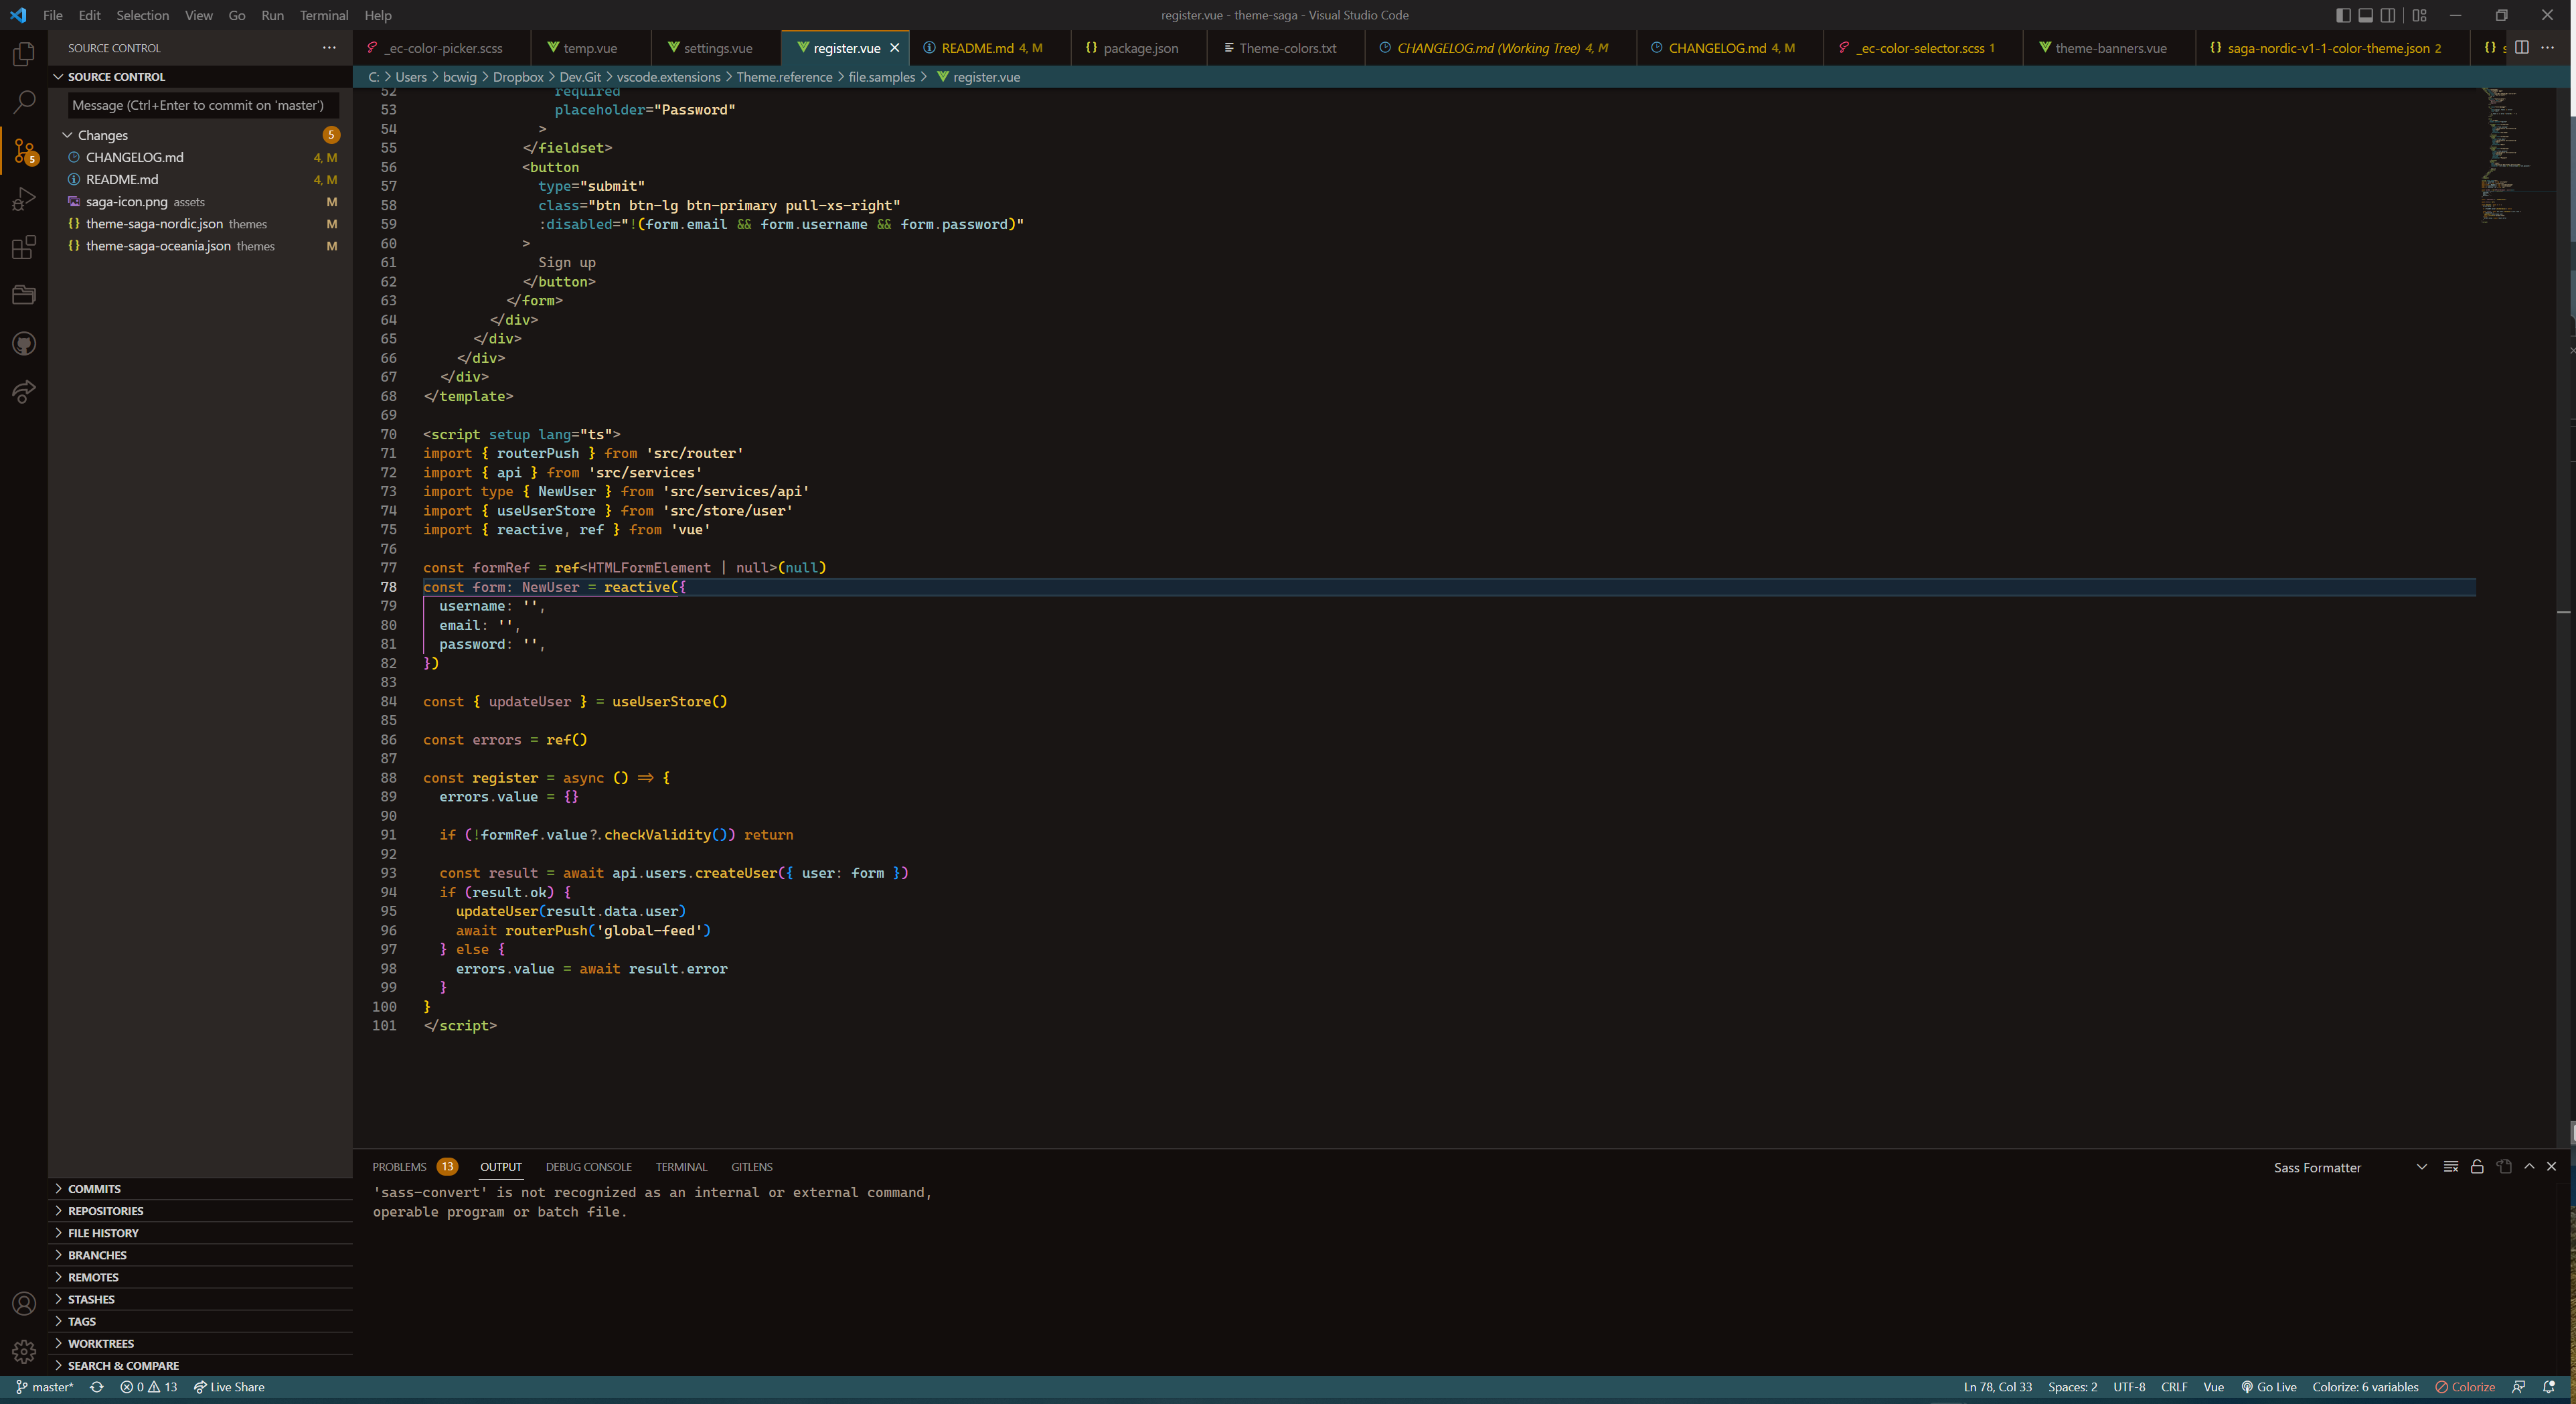 File Edit Selection View Go Run Terminal Help
register.vue - theme-saga - Visual Studio Code
SOURCE CONTROL
_ec-color-picker.scss
temp.vue
settings.vue
register.vue
README.md 4, M
package.json
Theme-colors.txt
CHANGELOG.md (Working Tree) 4, M
CHANGELOG.md 4, M
_ec-color-selector.scss 1
theme-banners.vue
saga-nordic-v1-1-color-theme.json 2
C: > Users > bcwig > Dropbox > Dev.Git > vscode.extensions > Theme.reference > file.samples > register.vue
SOURCE CONTROL
Message (Ctrl+Enter to commit on 'master')
Changes 5
CHANGELOG.md 4, M
README.md 4, M
saga-icon.png assets M
{} theme-saga-nordic.json themes M
{} theme-saga-oceania.json themes M
5
COMMITS
REPOSITORIES
FILE HISTORY
BRANCHES
REMOTES
STASHES
TAGS
WORKTREES
SEARCH & COMPARE
52 required
53 placeholder="Password"
54 >
55 </fieldset>
56 <button
57 type="submit"
58 class="btn btn-lg btn-primary pull-xs-right"
59 :disabled="!(form.email && form.username && form.password)"
60 >
61 Sign up
62 </button>
63 </form>
64 </div>
65 </div>
66 </div>
67 </div>
68 </template>
69
70 <script setup lang="ts">
71 import { routerPush } from 'src/router'
72 import { api } from 'src/services'
73 import type { NewUser } from 'src/services/api'
74 import { useUserStore } from 'src/store/user'
75 import { reactive, ref } from 'vue'
76
77 const formRef = ref<HTMLFormElement | null>(null)
78 const form: NewUser = reactive({
79 username: '',
80 email: '',
81 password: '',
82 })
83
84 const { updateUser } = useUserStore()
85
86 const errors = ref()
87
88 const register = async () => {
89 errors.value = {}
90
91 if (!formRef.value?.checkValidity()) return
92
93 const result = await api.users.createUser({ user: form })
94 if (result.ok) {
95 updateUser(result.data.user)
96 await routerPush('global-feed')
97 } else {
98 errors.value = await result.error
99 }
100 }
101 </script>
PROBLEMS 13 OUTPUT DEBUG CONSOLE TERMINAL GITLENS
Sass Formatter
'sass-convert' is not recognized as an internal or external command,
operable program or batch file.
master* 0 13 Live Share
Ln 78, Col 33 Spaces: 2 UTF-8 CRLF Vue Go Live Colorize: 6 variables Colorize